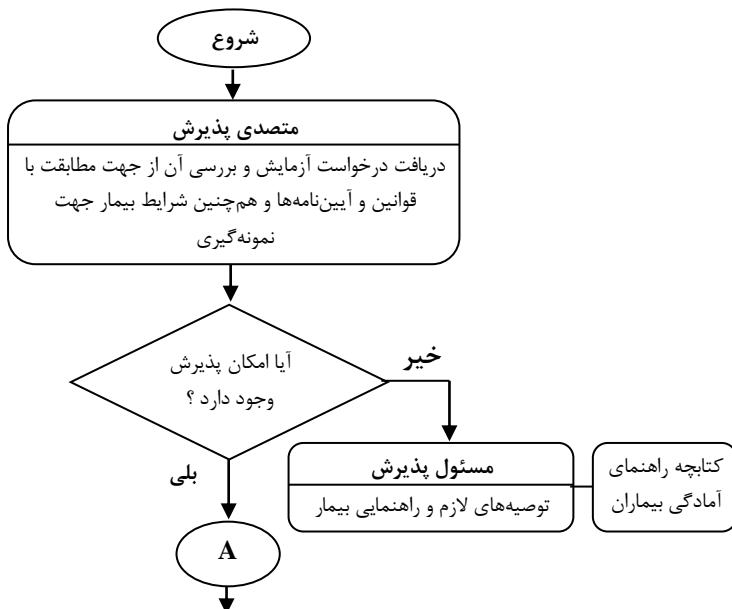 شروع
متصدی پذیرش
دریافت درخواست آزمایش و بررسی آن از جهت مطابقت با
قوانین و آیین‌نامه‌ها و هم‌چنین شرایط بیمار جهت
نمونه‌گیری
آیا امکان پذیرش
وجود دارد ؟
خیر
بلی
مسئول پذیرش
توصیه‌های لازم و راهنمایی بیمار
کتابچه راهنمای
آمادگی بیماران
A